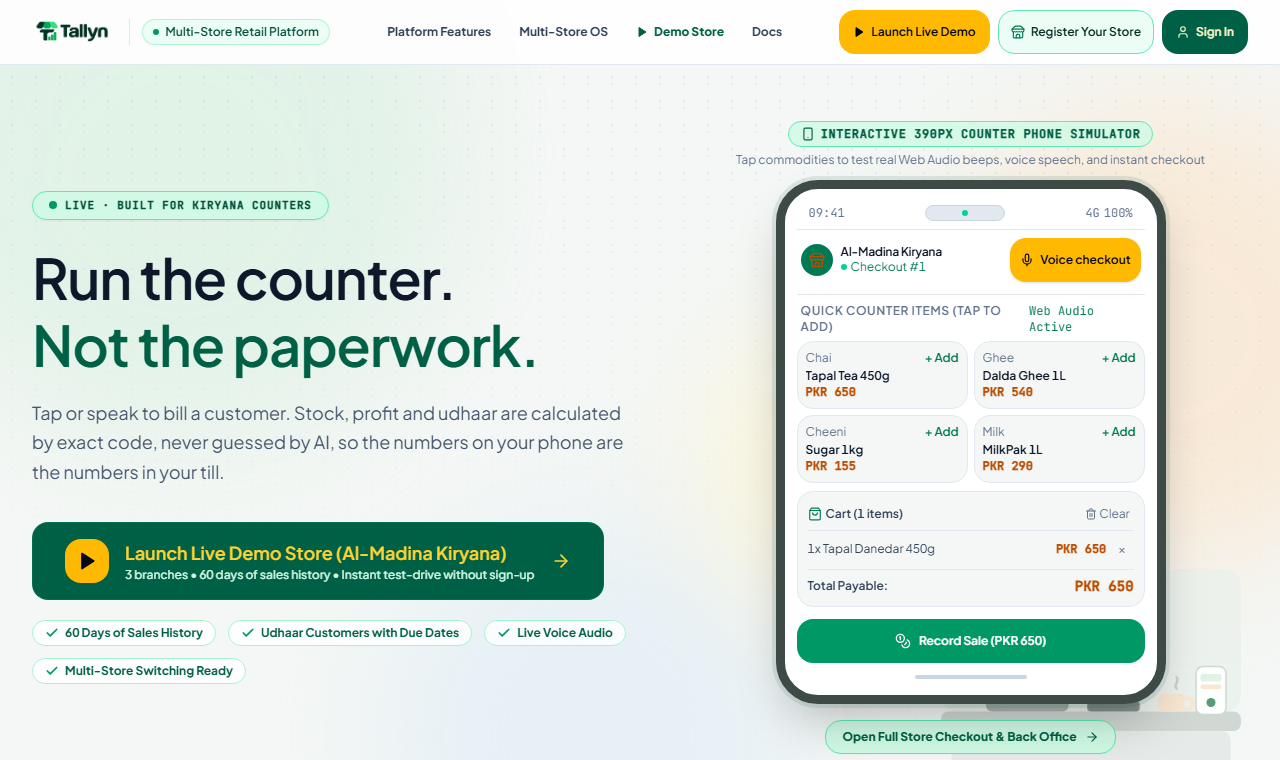 Tallyn
Multi-Store Retail Platform
Platform Features
Multi-Store OS
Demo Store
Docs
Launch Live Demo
Register Your Store
Sign In
LIVE · BUILT FOR KIRYANA COUNTERS
Run the counter.
Not the paperwork.
Tap or speak to bill a customer. Stock, profit and udhaar are calculated
by exact code, never guessed by AI, so the numbers on your phone are
the numbers in your till.
Launch Live Demo Store (Al-Madina Kiryana)
3 branches • 60 days of sales history • Instant test-drive without sign-up
60 Days of Sales History
Udhaar Customers with Due Dates
Live Voice Audio
Multi-Store Switching Ready
INTERACTIVE 390PX COUNTER PHONE SIMULATOR
Tap commodities to test real Web Audio beeps, voice speech, and instant checkout
09:41
4G 100%
Al-Madina Kiryana
Checkout #1
Voice checkout
QUICK COUNTER ITEMS (TAP TO
ADD)
Web Audio
Active
Chai
+ Add
Tapal Tea 450g
PKR 650
Ghee
+ Add
Dalda Ghee 1L
PKR 540
Cheeni
+ Add
Sugar 1kg
PKR 155
Milk
+ Add
MilkPak 1L
PKR 290
Cart (1 items)
Clear
1x Tapal Danedar 450g
PKR 650 ×
Total Payable:
PKR 650
Record Sale (PKR 650)
Open Full Store Checkout & Back Office